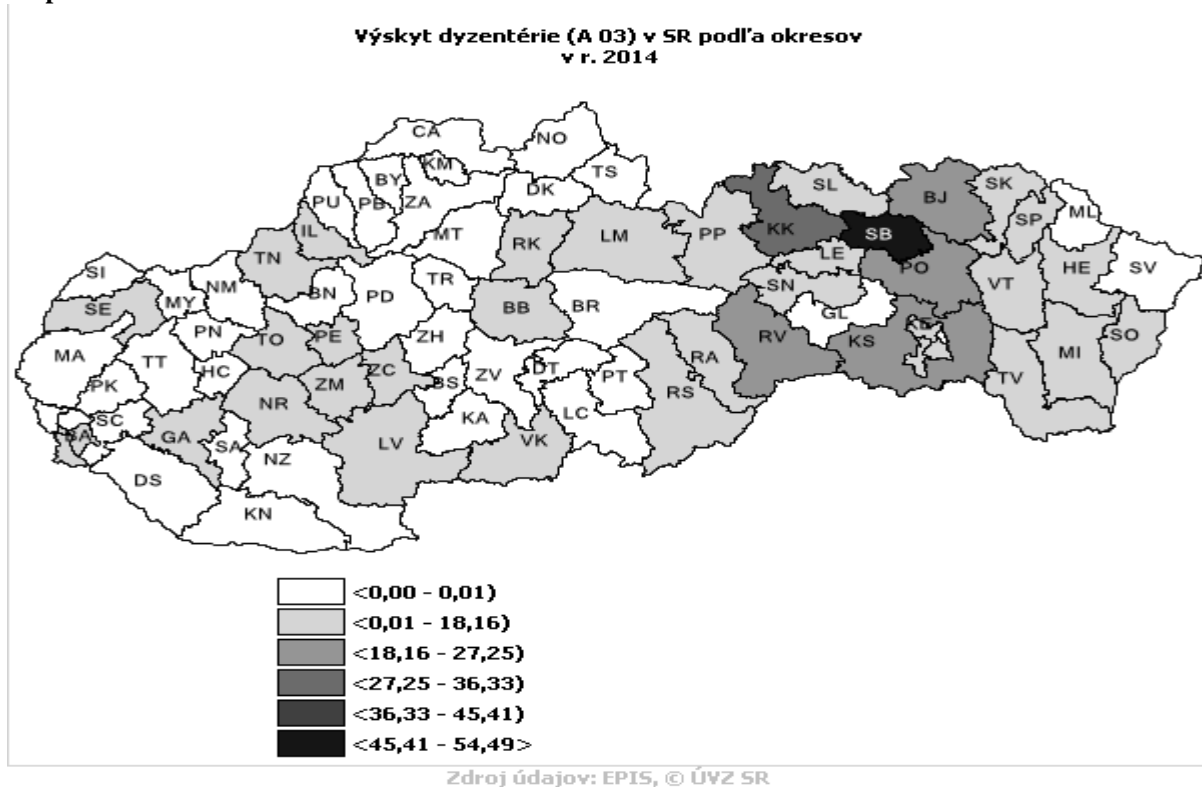 Výskyt dyzentérie (A 03) v SR podľa okresov
v r. 2014
CA
NO
KM
TS
BY
DK
PU
PB
ZA
SL
BJ
SK
SP
ML
IL
MT
RK
LM
PP
KK
SB
TN
LE
PO
HE
SV
SI
NM
BN
PD
TR
SN
VT
SE
MY
BB
BR
GL
PN
TO
PE
ZH
RV
KS
KE
MI
SO
MA
TT
HC
ZM
ZC
BS
ZV
DT
PT
RA
RS
TV
PK
NR
KA
LC
SC
GA
SA
LV
VK
BA
NZ
DS
KN
<0,00 - 0,01)
<0,01 - 18,16)
<18,16 - 27,25)
<27,25 - 36,33)
<36,33 - 45,41)
<45,41 - 54,49>
Zdroj údajov: EPIS, © ÚVZ SR